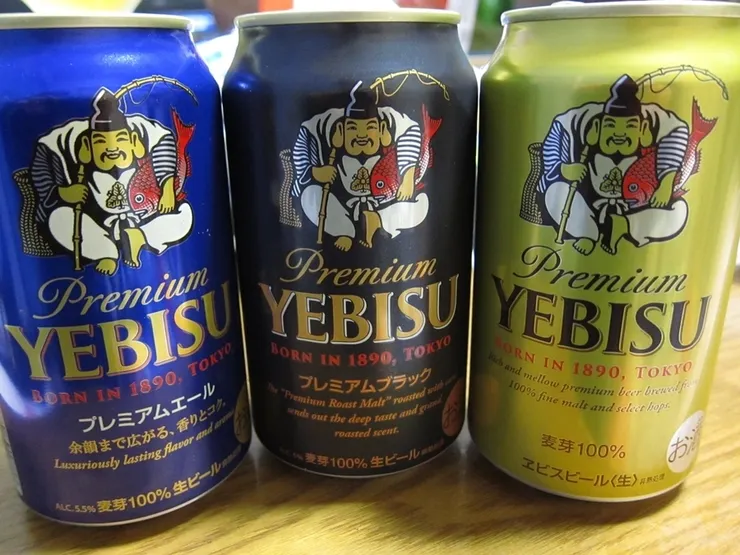 Premium
YEBISU
BORN IN 1890, TOKYO
プレミアムエール
余韻まで広がる、香りとコク。
Luxuriously lasting flavor and
ALC.5.5% 麦芽100% 生ビール
Premium
YEBISU
BORN IN 1890, TOKYO
プレミアムブラック
"Premium Roast Malt" roasted with
sends out the deep taste and grand,
roasted scent.
麦芽100% 生ビール
Premium
YEBISU
BORN IN 1890, TOKYO
Rich and mellow premium beer brewed from
100% fine malt and select hops.
麦芽100%
ヱビスビール〈生〉
お酒